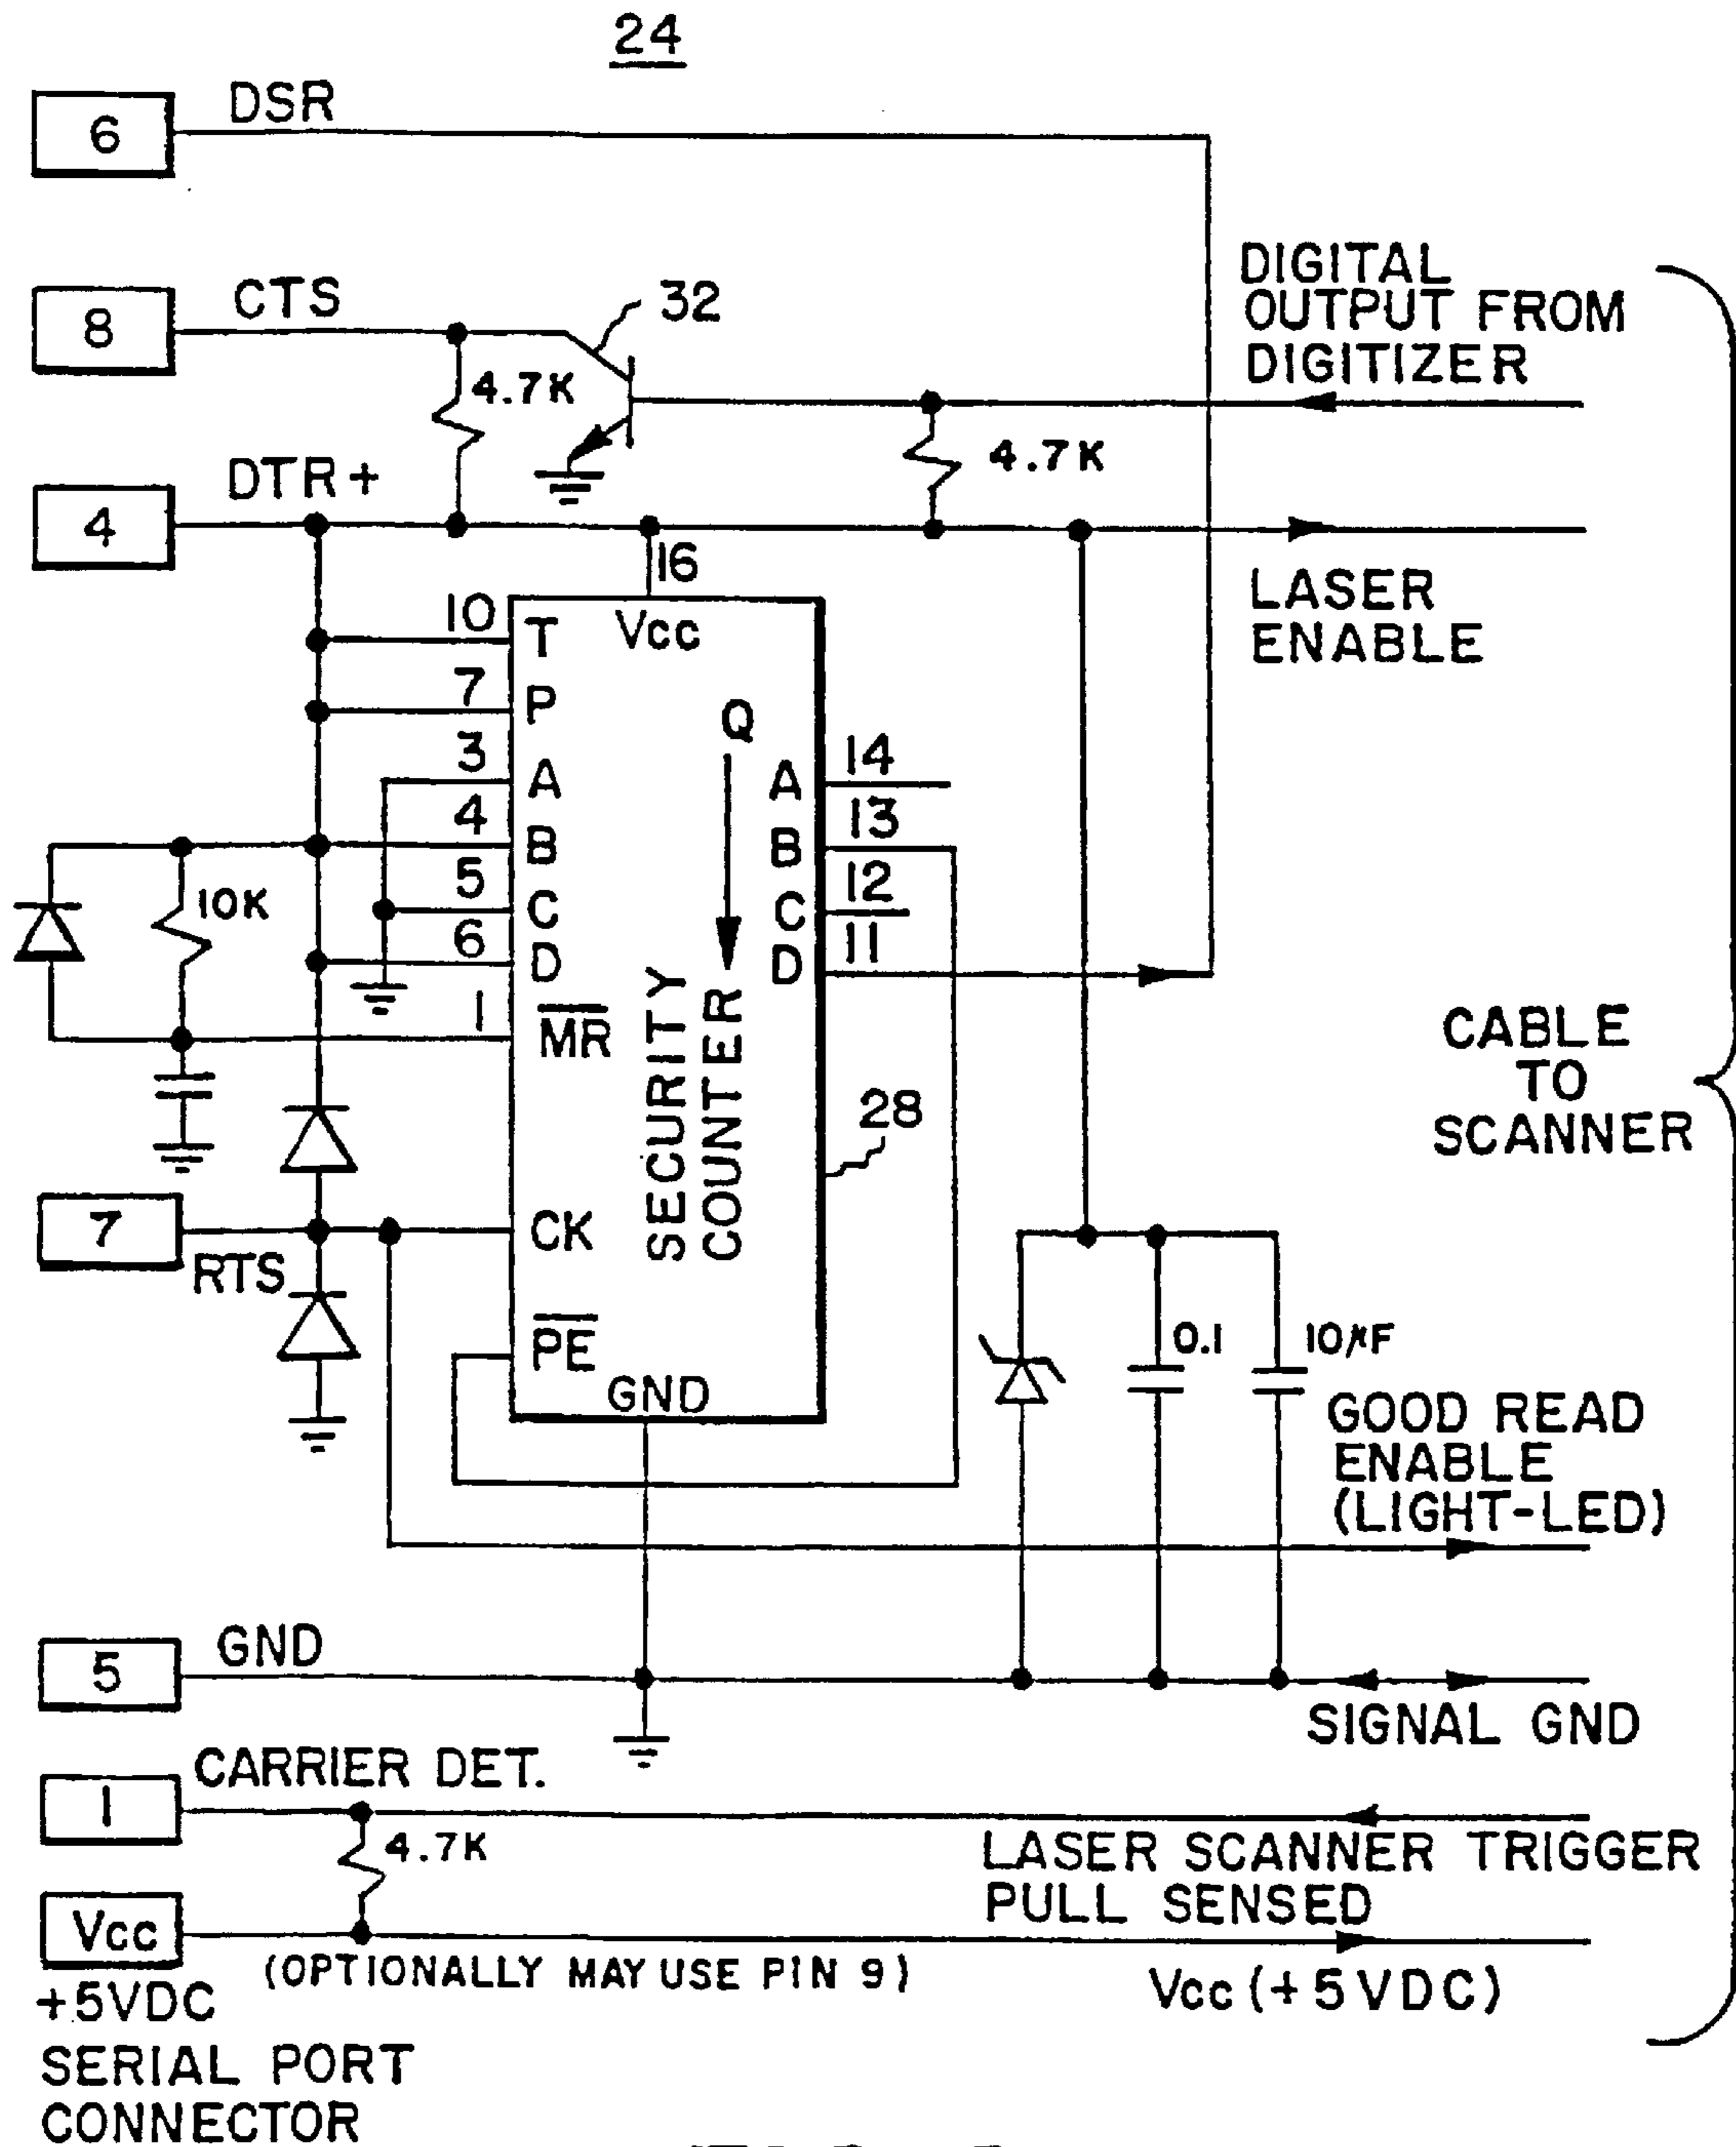 24
6 DSR
8 CTS
32
4.7K
DIGITAL
OUTPUT FROM
DIGITIZER
4 DTR+
4.7K
LASER
ENABLE
16
Vcc
10 T
7 P
3 A
4 B
5 C
6 D
1 MR
Q
A 14
B 13
C 12
D 11
10K
SECURITY
COUNTER
28
CABLE
TO
SCANNER
7 RTS
CK
PE
GND
0.1
10µF
GOOD READ
ENABLE
(LIGHT-LED)
5 GND
SIGNAL GND
1 CARRIER DET.
4.7K
LASER SCANNER TRIGGER
PULL SENSED
Vcc
(OPTIONALLY MAY USE PIN 9)
Vcc (+5VDC)
+5VDC
SERIAL PORT
CONNECTOR